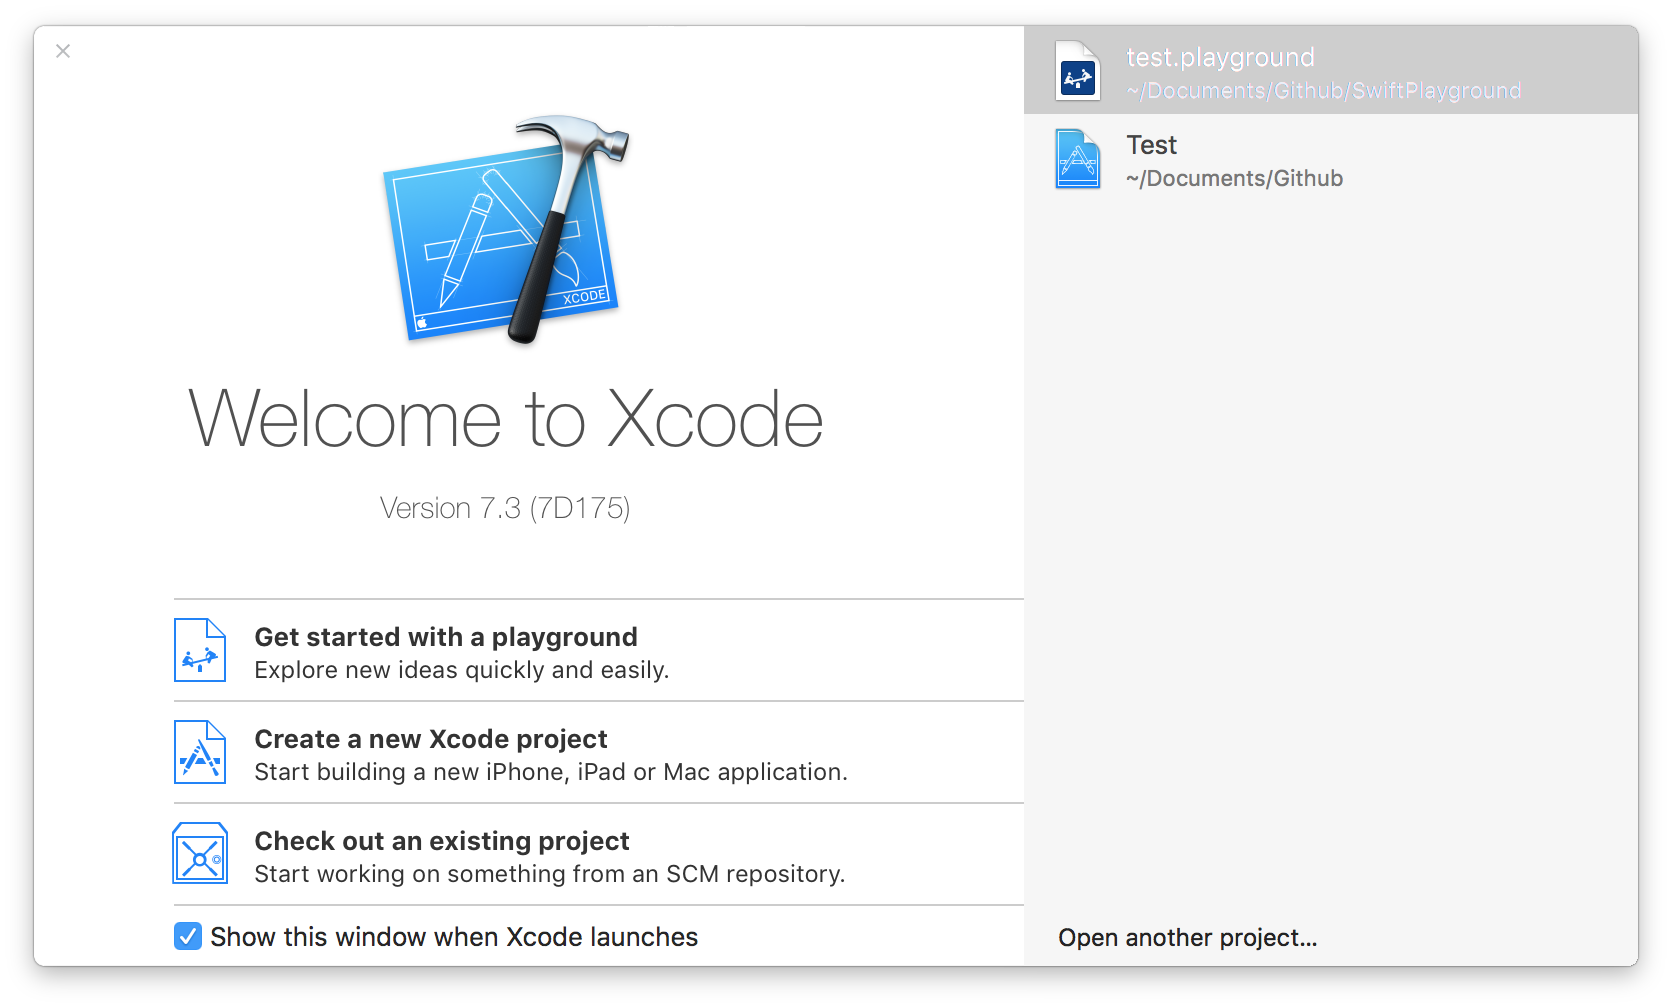 XCODE
Welcome to Xcode
Version 7.3 (7D175)
Get started with a playground
Explore new ideas quickly and easily.
Create a new Xcode project
Start building a new iPhone, iPad or Mac application.
Check out an existing project
Start working on something from an SCM repository.
Show this window when Xcode launches
test.playground
~/Documents/Github/SwiftPlayground
Test
~/Documents/Github
Open another project...